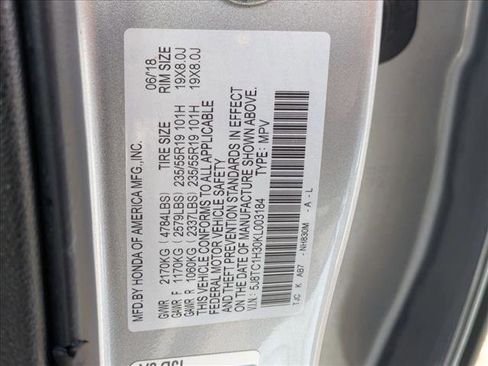 MFD.BY HONDA OF AMERICA MFG.,INC. 06/18
GVWR 2170KG (4784LBS) TIRE SIZE RIM SIZE
GAWR F 1170KG (2579LBS) 235/55R19 101H 19X8.0J
GAWR R 1060KG (2337LBS) 235/55R19 101H 19X8.0J
THIS VEHICLE CONFORMS TO ALL APPLICABLE
FEDERAL MOTOR VEHICLE SAFETY
AND THEFT PREVENTION STANDARDS IN EFFECT
ON THE DATE OF MANUFACTURE SHOWN ABOVE.
V.I.N.: 5J8TC1H30KL003184 TYPE: MPV
TJC K AB7 - NH830M - A - L